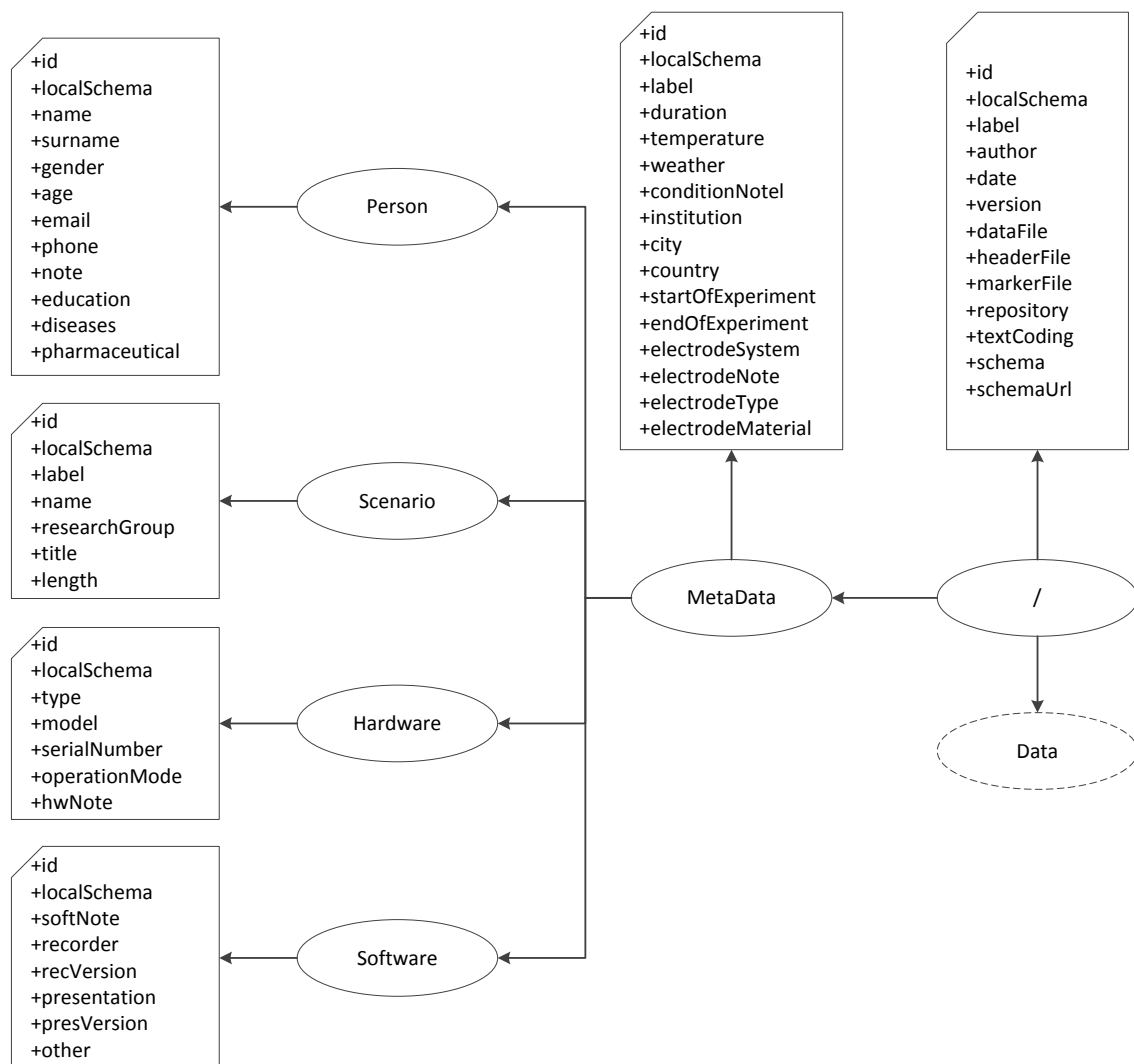 +id
+localSchema
+name
+surname
+gender
+age
+email
+phone
+note
+education
+diseases
+pharmaceutical
Person
+id
+localSchema
+label
+duration
+temperature
+weather
+conditionNotel
+institution
+city
+country
+startOfExperiment
+endOfExperiment
+electrodeSystem
+electrodeNote
+electrodeType
+electrodeMaterial
+id
+localSchema
+label
+author
+date
+version
+dataFile
+headerFile
+markerFile
+repository
+textCoding
+schema
+schemaUrl
+id
+localSchema
+label
+name
+researchGroup
+title
+length
Scenario
MetaData
/
+id
+localSchema
+type
+model
+serialNumber
+operationMode
+hwNote
Hardware
Data
+id
+localSchema
+softNote
+recorder
+recVersion
+presentation
+presVersion
+other
Software